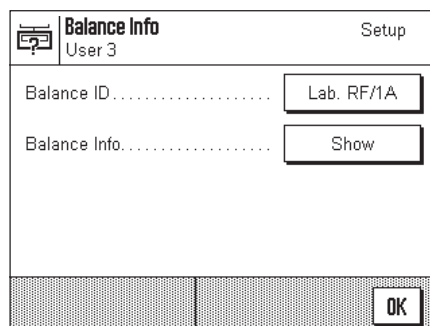 Balance Info
User 3
Setup
Balance ID.................... Lab. RF/1A
Balance Info................... Show
OK